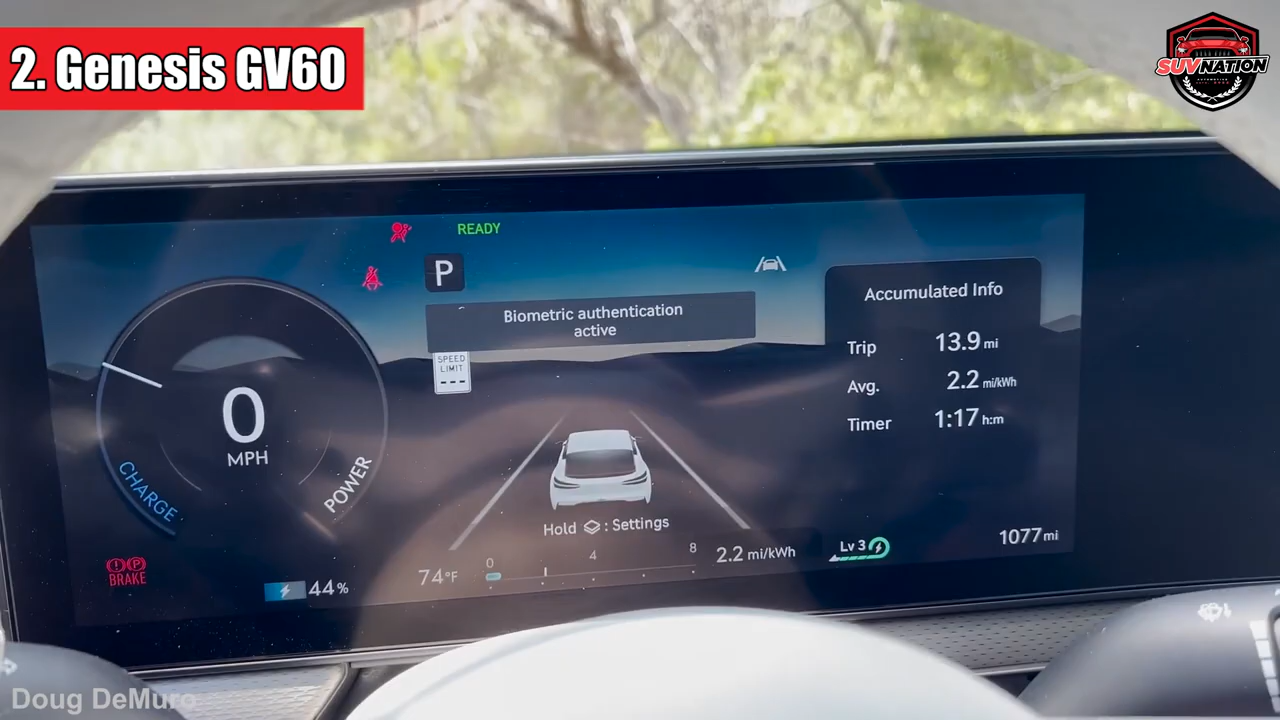 2. Genesis GV60
SUVNATION
READY
P
Biometric authentication
active
SPEED
LIMIT
---
Accumulated Info
Trip 13.9 mi
Avg. 2.2 mi/kWh
Timer 1:17 h:m
0
MPH
CHARGE
POWER
Hold : Settings
BRAKE
44%
74°F
0 4 8
2.2 mi/kWh
Lv 3
1077 mi
Doug DeMuro